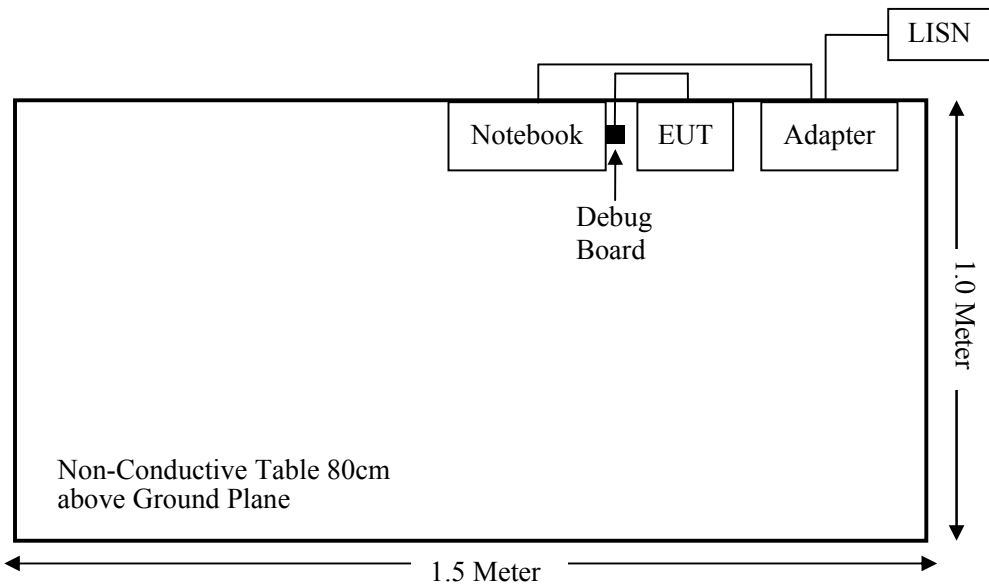 LISN
Notebook
EUT
Adapter
Debug
Board
1.0 Meter
Non-Conductive Table 80cm
above Ground Plane
1.5 Meter